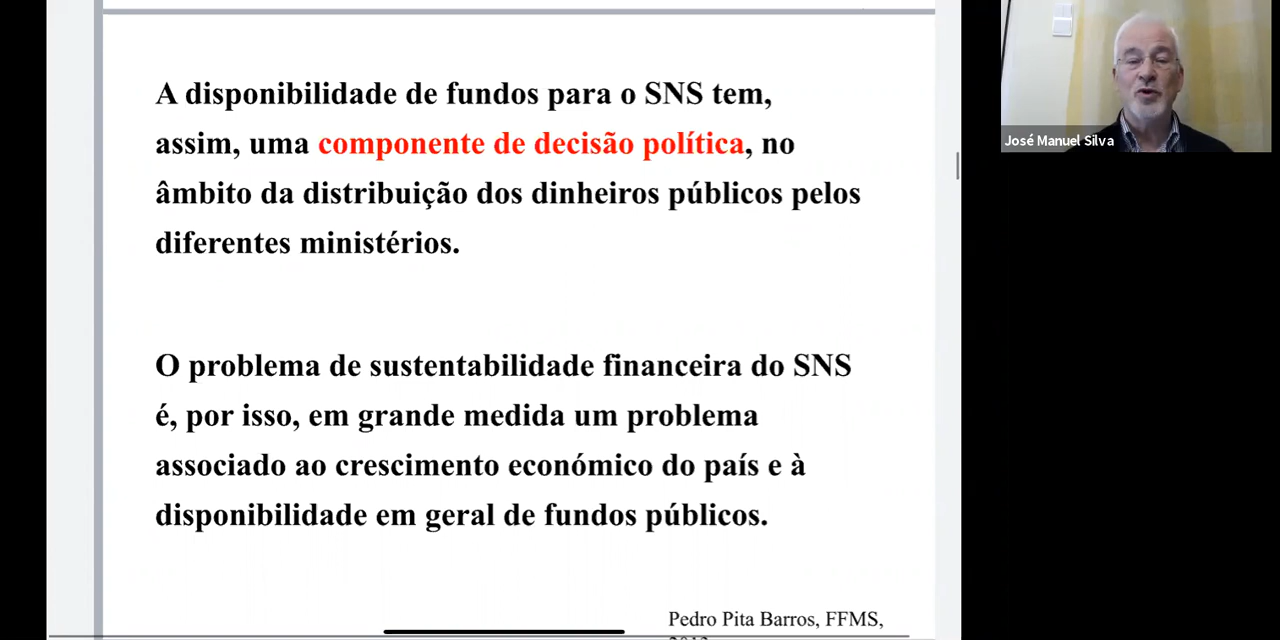 A disponibilidade de fundos para o SNS tem,
assim, uma componente de decisão política, no
âmbito da distribuição dos dinheiros públicos pelos
diferentes ministérios.
O problema de sustentabilidade financeira do SNS
é, por isso, em grande medida um problema
associado ao crescimento económico do país e à
disponibilidade em geral de fundos públicos.
Pedro Pita Barros, FFMS,
José Manuel Silva